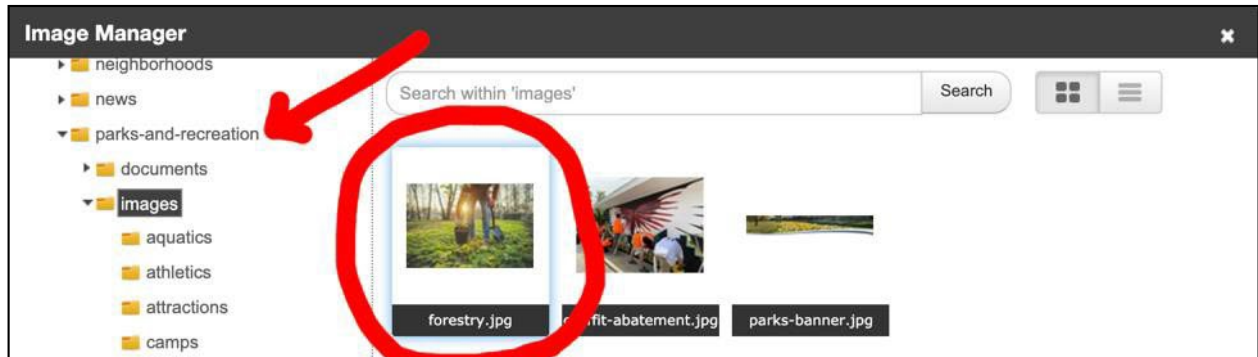 Image Manager
neighborhoods
news
parks-and-recreation
documents
images
aquatics
athletics
attractions
camps
Search within 'images'
Search
forestry.jpg
fit-abatement.jpg
parks-banner.jpg